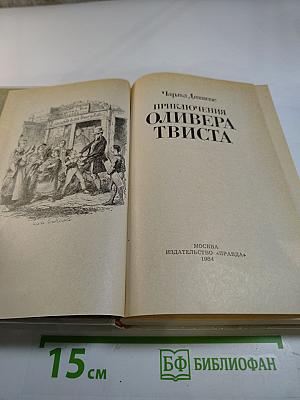 Чарльз Диккенс
ПРИКЛЮЧЕНИЯ
ОЛИВЕРА
ТВИСТА
МОСКВА
ИЗДАТЕЛЬСТВО «ПРАВДА»
1984
15 см
БФ БИБЛИОФАН